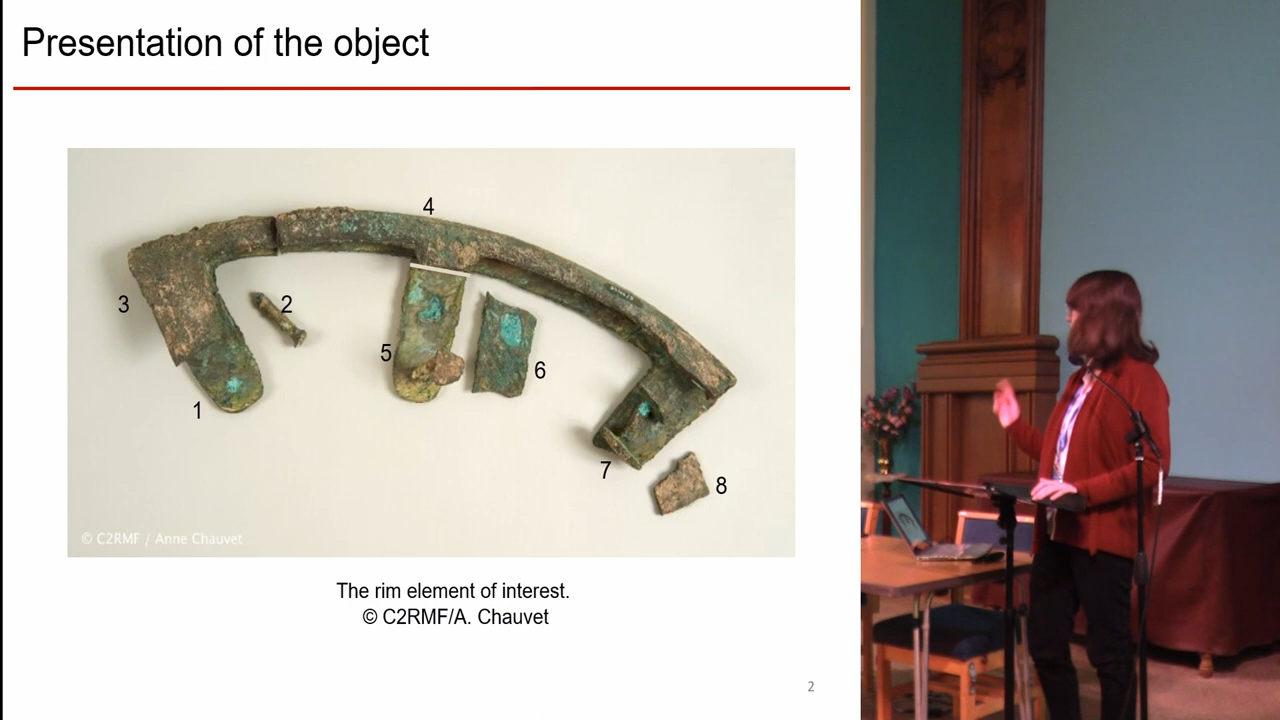 Presentation of the object
4
3
2
5
6
1
7
8
© C2RMF / Anne Chauvet
The rim element of interest.
© C2RMF/A. Chauvet
2